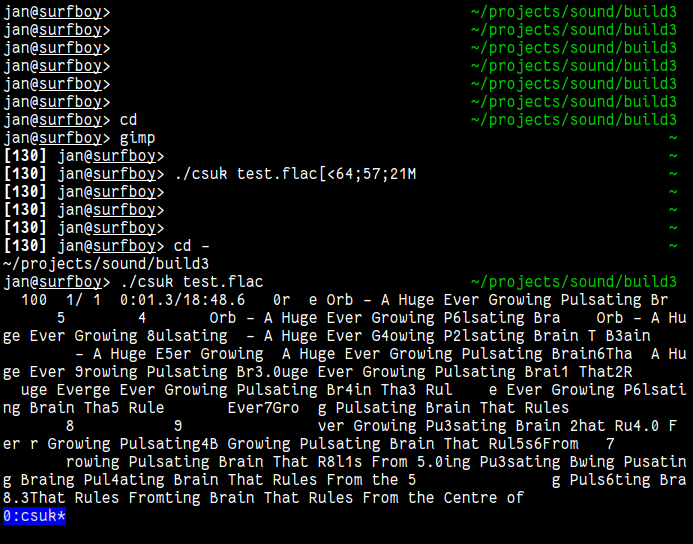 jan@surfboy> ~/projects/sound/build3
jan@surfboy> ~/projects/sound/build3
jan@surfboy> ~/projects/sound/build3
jan@surfboy> ~/projects/sound/build3
jan@surfboy> ~/projects/sound/build3
jan@surfboy> ~/projects/sound/build3
jan@surfboy> cd ~/projects/sound/build3
jan@surfboy> gimp ~
[130] jan@surfboy> ~
[130] jan@surfboy> ./csuk test.flac[<64;57;21M ~
[130] jan@surfboy> ~
[130] jan@surfboy> ~
[130] jan@surfboy> ~
[130] jan@surfboy> cd - ~
~/projects/sound/build3
jan@surfboy> ./csuk test.flac ~/projects/sound/build3
100 1/ 1 0:01.3/18:48.6 0r e Orb - A Huge Ever Growing Pulsating Br
5 4 Orb - A Huge Ever Growing P6lsating Bra Orb - A Hu
ge Ever Growing 8ulsating - A Huge Ever G4owing P2lsating Brain T B3ain
- A Huge E5er Growing A Huge Ever Growing Pulsating Brain6Tha A Hu
ge Ever 9rowing Pulsating Br3.0uge Ever Growing Pulsating Brai1 That2R
uge Everge Ever Growing Pulsating Br4in Tha3 Rul e Ever Growing P6lsati
ng Brain Tha5 Rule Ever7Gro g Pulsating Brain That Rules
8 9 ver Growing Pu3sating Brain 2hat Ru4.0 F
er r Growing Pulsating4B Growing Pulsating Brain That Rul5s6From 7
rowing Pulsating Brain That R8l1s From 5.0ing Pu3sating Bwing Pusatin
g Braing Pul4ating Brain That Rules From the 5 g Puls6ting Bra
8.3That Rules Fromting Brain That Rules From the Centre of
0:csuk*